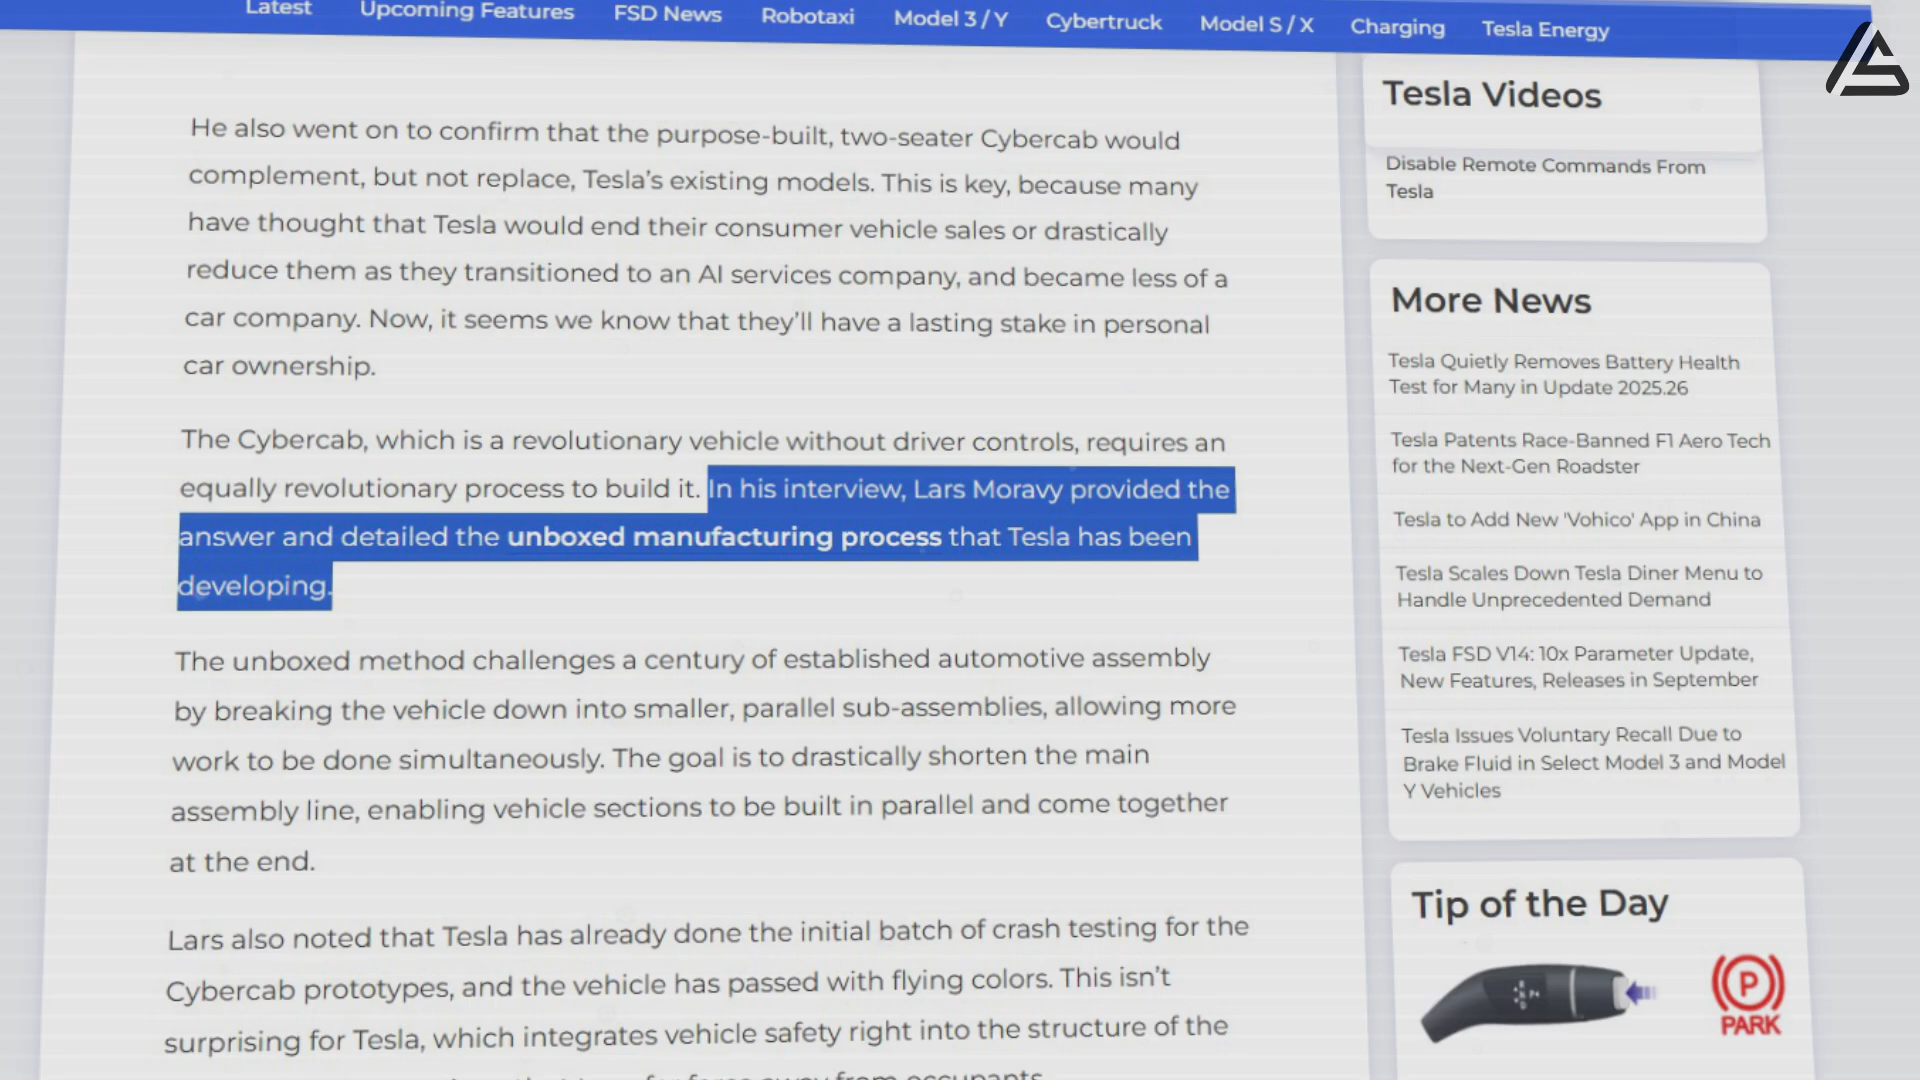 Latest Upcoming Features FSD News Robotaxi Model 3 / Y Cybertruck Model S / X Charging Tesla Energy
He also went on to confirm that the purpose-built, two-seater Cybercab would
complement, but not replace, Tesla's existing models. This is key, because many
have thought that Tesla would end their consumer vehicle sales or drastically
reduce them as they transitioned to an AI services company, and became less of a
car company. Now, it seems we know that they'll have a lasting stake in personal
car ownership.
The Cybercab, which is a revolutionary vehicle without driver controls, requires an
equally revolutionary process to build it. In his interview, Lars Moravy provided the
answer and detailed the unboxed manufacturing process that Tesla has been
developing.
The unboxed method challenges a century of established automotive assembly
by breaking the vehicle down into smaller, parallel sub-assemblies, allowing more
work to be done simultaneously. The goal is to drastically shorten the main
assembly line, enabling vehicle sections to be built in parallel and come together
at the end.
Lars also noted that Tesla has already done the initial batch of crash testing for the
Cybercab prototypes, and the vehicle has passed with flying colors. This isn't
surprising for Tesla, which integrates vehicle safety right into the structure of the
away from occupants
Tesla Videos
Disable Remote Commands From
Tesla
More News
Tesla Quietly Removes Battery Health
Test for Many in Update 2025.26
Tesla Patents Race-Banned F1 Aero Tech
for the Next-Gen Roadster
Tesla to Add New 'Vohico' App in China
Tesla Scales Down Tesla Diner Menu to
Handle Unprecedented Demand
Tesla FSD V14: 10x Parameter Update,
New Features, Releases in September
Tesla Issues Voluntary Recall Due to
Brake Fluid in Select Model 3 and Model
Y Vehicles
Tip of the Day
P
PARK